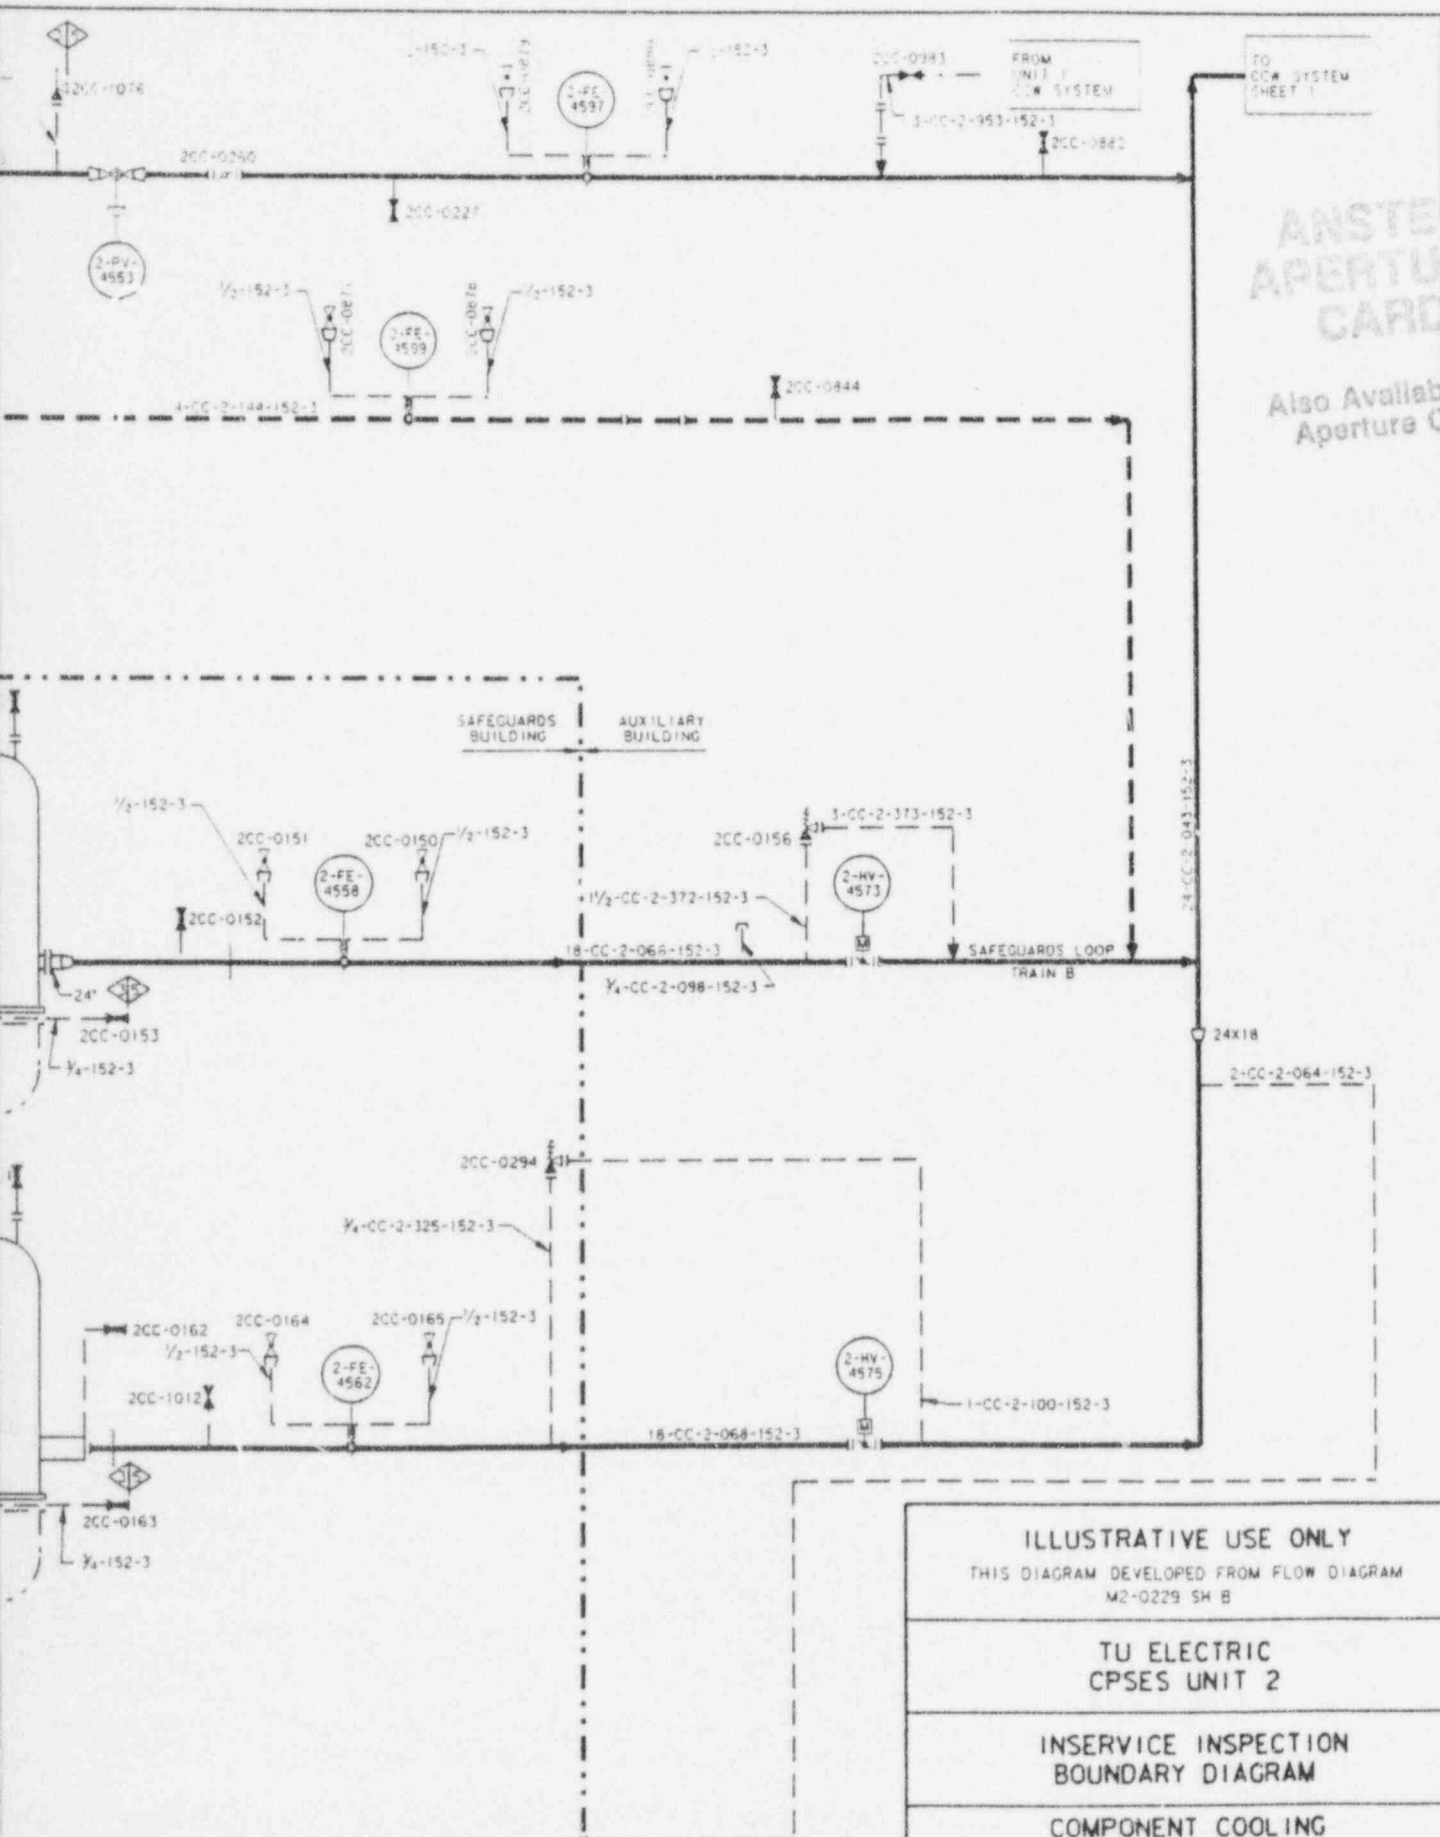 2CC-1076
2CC-0983
FROM
UNIT 1
CCW SYSTEM
TO
CCW SYSTEM
SHEET 1
2-FE-
4597
3-CC-2-953-152-3
2CC-0260
2CC-0882
2CC-0227
2-PV-
4553
ANSTEC
APERTU
CARD
Also Availab
Aperture C
1/2-152-3
2CC-0878
1/2-152-3
2-FE-
4599
2CC-0844
4-CC-2-144-152-3
SAFEGUARDS
BUILDING
AUXILIARY
BUILDING
24-CC-2-043-152-3
1/2-152-3
2CC-0151
2CC-0150
1/2-152-3
2-FE-
4558
2CC-0152
2CC-0156
3-CC-2-373-152-3
2-HV-
4573
1 1/2-CC-2-372-152-3
M
18-CC-2-066-152-3
SAFEGUARDS LOOP
TRAIN B
3/4-CC-2-098-152-3
24"
2CC-0153
3/4-152-3
24X18
2-CC-2-064-152-3
2CC-0294
3/4-CC-2-325-152-3
2CC-0162
2CC-0164
2CC-0165
1/2-152-3
1/2-152-3
2-FE-
4562
2CC-1012
2-HV-
4575
M
1-CC-2-100-152-3
18-CC-2-068-152-3
2CC-0163
3/4-152-3
ILLUSTRATIVE USE ONLY
THIS DIAGRAM DEVELOPED FROM FLOW DIAGRAM
M2-0229 SH B
TU ELECTRIC
CPSES UNIT 2
INSERVICE INSPECTION
BOUNDARY DIAGRAM
COMPONENT COOLING